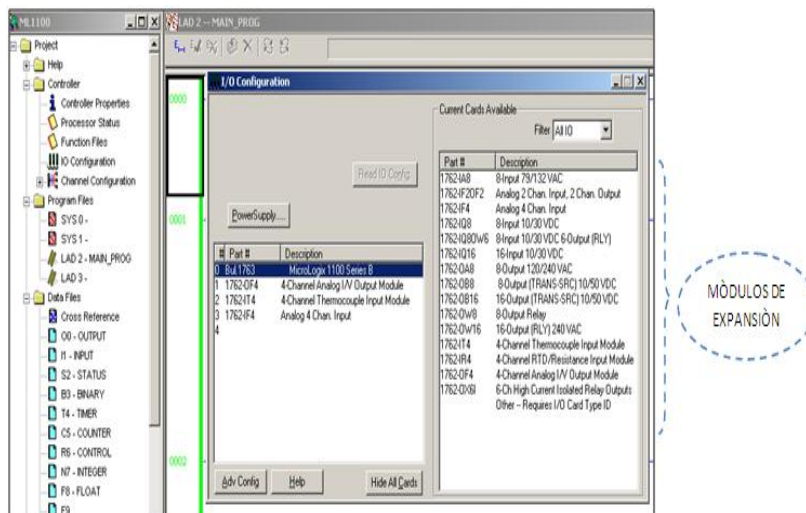 ML1100
Project
Help
Controller
Controller Properties
Processor Status
Function Files
IO Configuration
Channel Configuration
Program Files
SYS 0 -
SYS 1 -
LAD 2 - MAIN_PROG
LAD 3 -
Data Files
Cross Reference
O0 - OUTPUT
I1 - INPUT
S2 - STATUS
B3 - BINARY
T4 - TIMER
C5 - COUNTER
R6 - CONTROL
N7 - INTEGER
F8 - FLOAT
F9
LAD 2 -- MAIN_PROG
0000
0001
0002
I/O Configuration
Read IO Config.
PowerSupply....
# Part # Description
0 Bul.1763 MicroLogix 1100 Series B
1 1762-OF4 4-Channel Analog I/V Output Module
2 1762-IT4 4-Channel Thermocouple Input Module
3 1762-IF4 Analog 4 Chan. Input
4
Adv Config
Help
Hide All Cards
Current Cards Available
Filter All IO
Part # Description
1762-IA8 8-Input 79/132 VAC
1762-IF2OF2 Analog 2 Chan. Input, 2 Chan. Output
1762-IF4 Analog 4 Chan. Input
1762-IQ8 8-Input 10/30 VDC
1762-IQ8OW6 8-Input 10/30 VDC 6-Output (RLY)
1762-IQ16 16-Input 10/30 VDC
1762-OA8 8-Output 120/240 VAC
1762-OB8 8-Output (TRANS-SRC) 10/50 VDC
1762-OB16 16-Output (TRANS-SRC) 10/50 VDC
1762-OW8 8-Output Relay
1762-OW16 16-Output (RLY) 240 VAC
1762-IT4 4-Channel Thermocouple Input Module
1762-IR4 4-Channel RTD/Resistance Input Module
1762-OF4 4-Channel Analog I/V Output Module
1762-OX6I 6-Ch High Current Isolated Relay Outputs
Other -- Requires I/O Card Type ID
MÒDULOS DE
EXPANSIÒN